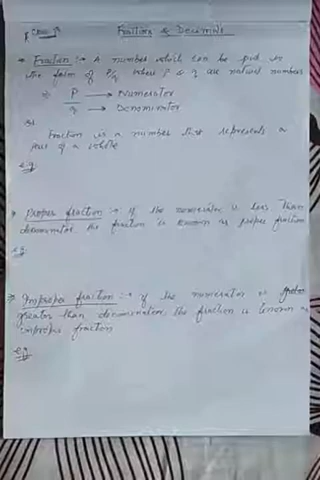 Class 7
Fraction & Decimals
Fraction :- A number which can be put in
the form of P/q where P & q are natural numbers
P → Numerator
q → Denominator
or
Fraction is a number that represents a
part of a whole
e.g
Proper fraction :- if the numerator is less than
denominator the fraction is known as proper fraction
e.g
Improper fraction :- if the numerator is
greater than denominator, the fraction is known as
improper fraction
e.g